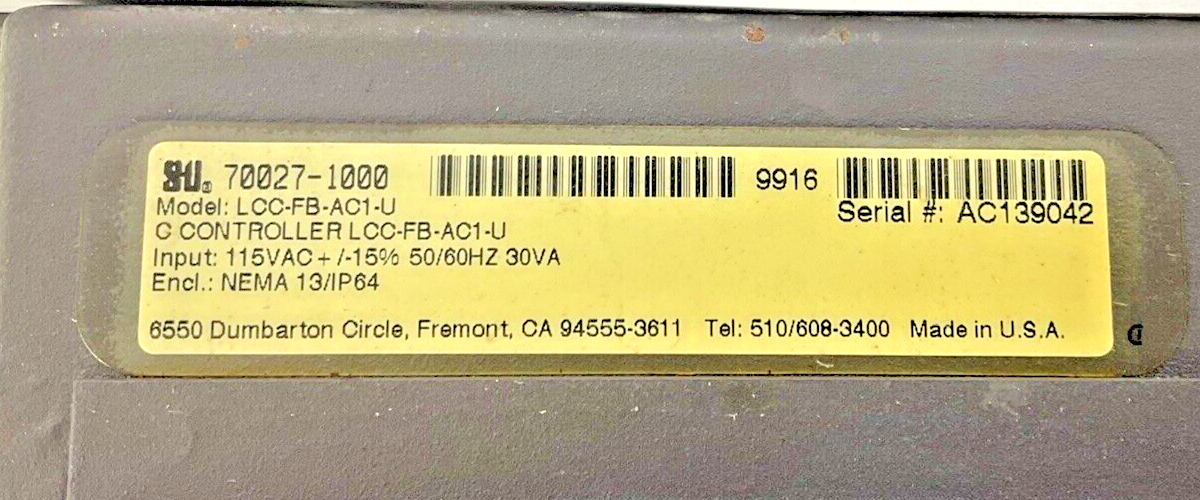 STI 70027-1000 9916
Model: LCC-FB-AC1-U Serial #: AC139042
C CONTROLLER LCC-FB-AC1-U
Input: 115VAC+/-15% 50/60HZ 30VA
Encl.: NEMA 13/IP64
6550 Dumbarton Circle, Fremont, CA 94555-3611 Tel: 510/608-3400 Made in U.S.A.